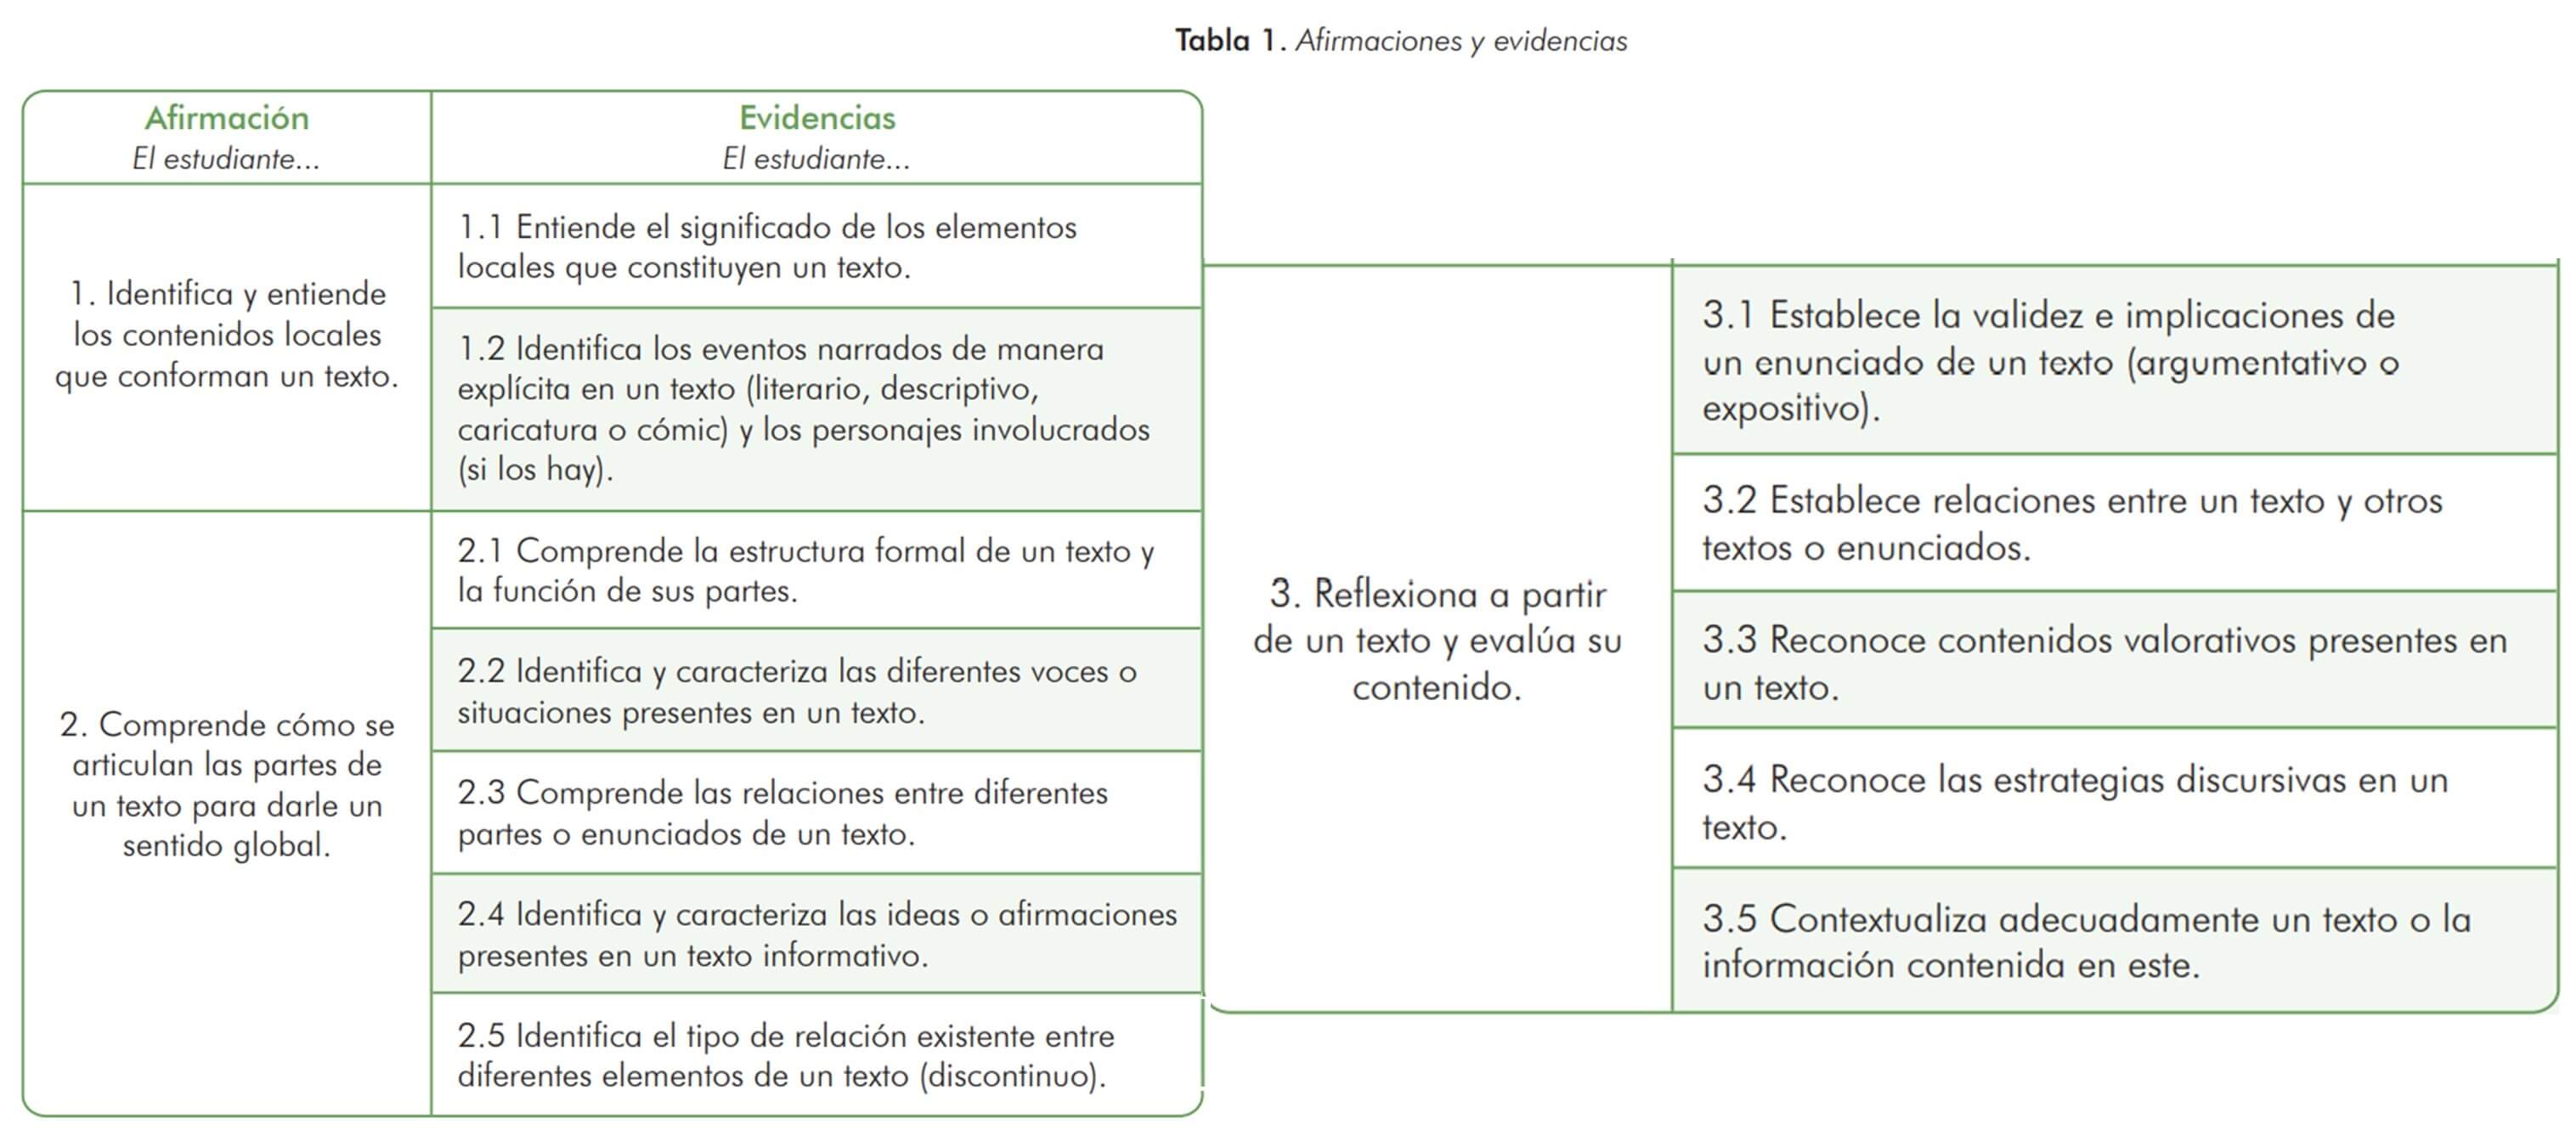 Tabla 1. Afirmaciones y evidencias
Afirmación
El estudiante...
Evidencias
El estudiante...
1. Identifica y entiende
los contenidos locales
que conforman un texto.
1.1 Entiende el significado de los elementos
locales que constituyen un texto.
1.2 Identifica los eventos narrados de manera
explícita en un texto (literario, descriptivo,
caricatura o cómic) y los personajes involucrados
(si los hay).
2. Comprende cómo se
articulan las partes de
un texto para darle un
sentido global.
2.1 Comprende la estructura formal de un texto y
la función de sus partes.
2.2 Identifica y caracteriza las diferentes voces o
situaciones presentes en un texto.
2.3 Comprende las relaciones entre diferentes
partes o enunciados de un texto.
2.4 Identifica y caracteriza las ideas o afirmaciones
presentes en un texto informativo.
2.5 Identifica el tipo de relación existente entre
diferentes elementos de un texto (discontinuo).
3. Reflexiona a partir
de un texto y evalúa su
contenido.
3.1 Establece la validez e implicaciones de
un enunciado de un texto (argumentativo o
expositivo).
3.2 Establece relaciones entre un texto y otros
textos o enunciados.
3.3 Reconoce contenidos valorativos presentes en
un texto.
3.4 Reconoce las estrategias discursivas en un
texto.
3.5 Contextualiza adecuadamente un texto o la
información contenida en este.